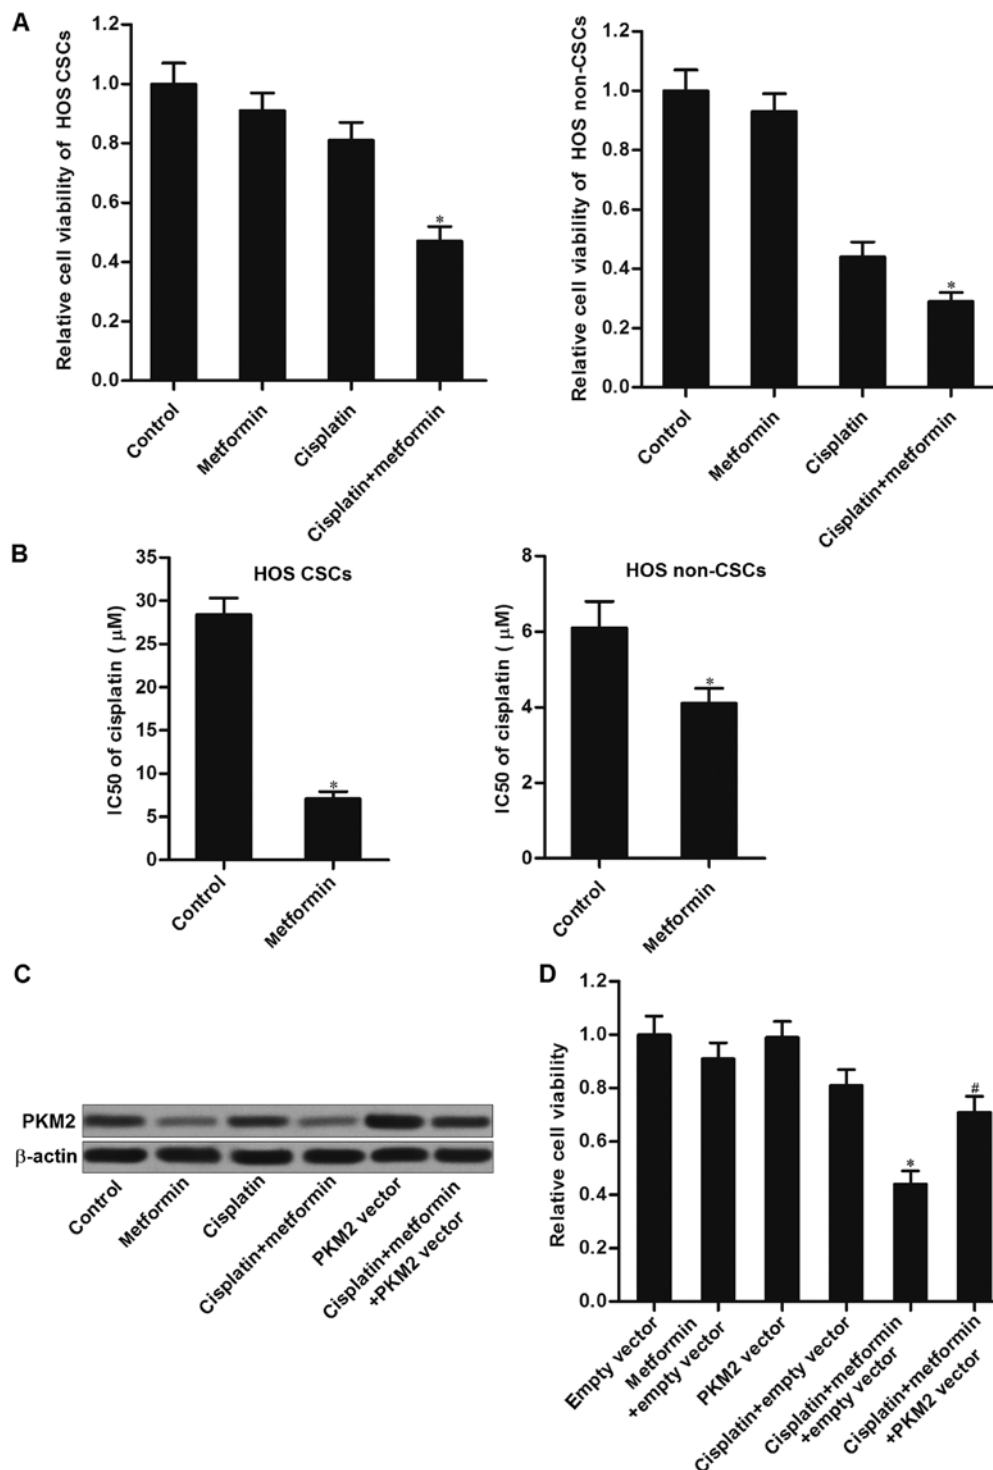 A
Relative cell viability of HOS CSCs
1.2
1.0
0.8
0.6
0.4
0.2
0.0
*
Control
Metformin
Cisplatin
Cisplatin+metformin
Relative cell viability of HOS non-CSCs
1.2
1.0
0.8
0.6
0.4
0.2
0.0
*
Control
Metformin
Cisplatin
Cisplatin+metformin
B
HOS CSCs
IC50 of cisplatin ( μM)
35
30
25
20
15
10
5
0
*
Control
Metformin
HOS non-CSCs
IC50 of cisplatin ( μM)
8
6
4
2
0
*
Control
Metformin
C
PKM2
β-actin
Control
Metformin
Cisplatin
Cisplatin+metformin
PKM2 vector
Cisplatin+metformin
+PKM2 vector
D
Relative cell viability
1.2
1.0
0.8
0.6
0.4
0.2
0.0
*
#
Empty vector
Metformin
+empty vector
PKM2 vector
Cisplatin+empty vector
Cisplatin+metformin
+empty vector
Cisplatin+metformin
+PKM2 vector